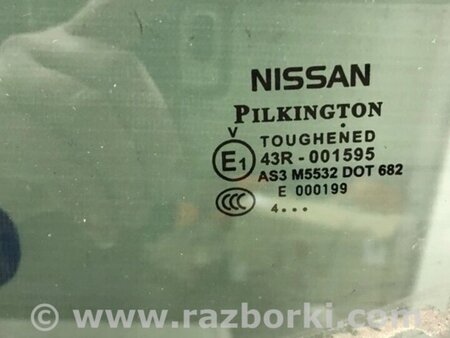 NISSAN
PILKINGTON
V
TOUGHENED
E1 43R - 001595
AS3 M5532 DOT 682
E 000199
CCC
4...
© www.razborki.com